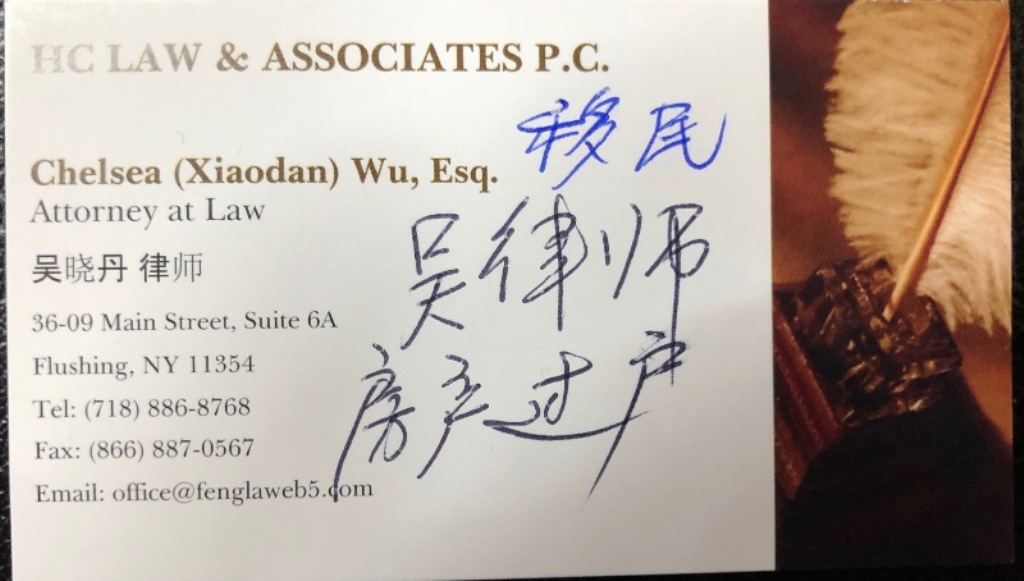 HC LAW & ASSOCIATES P.C.
移民
Chelsea (Xiaodan) Wu, Esq.
Attorney at Law
吴律师
吴晓丹 律师
36-09 Main Street, Suite 6A
Flushing, NY 11354
房产过户
Tel: (718) 886-8768
Fax: (866) 887-0567
Email: office@fenglaweb5.com